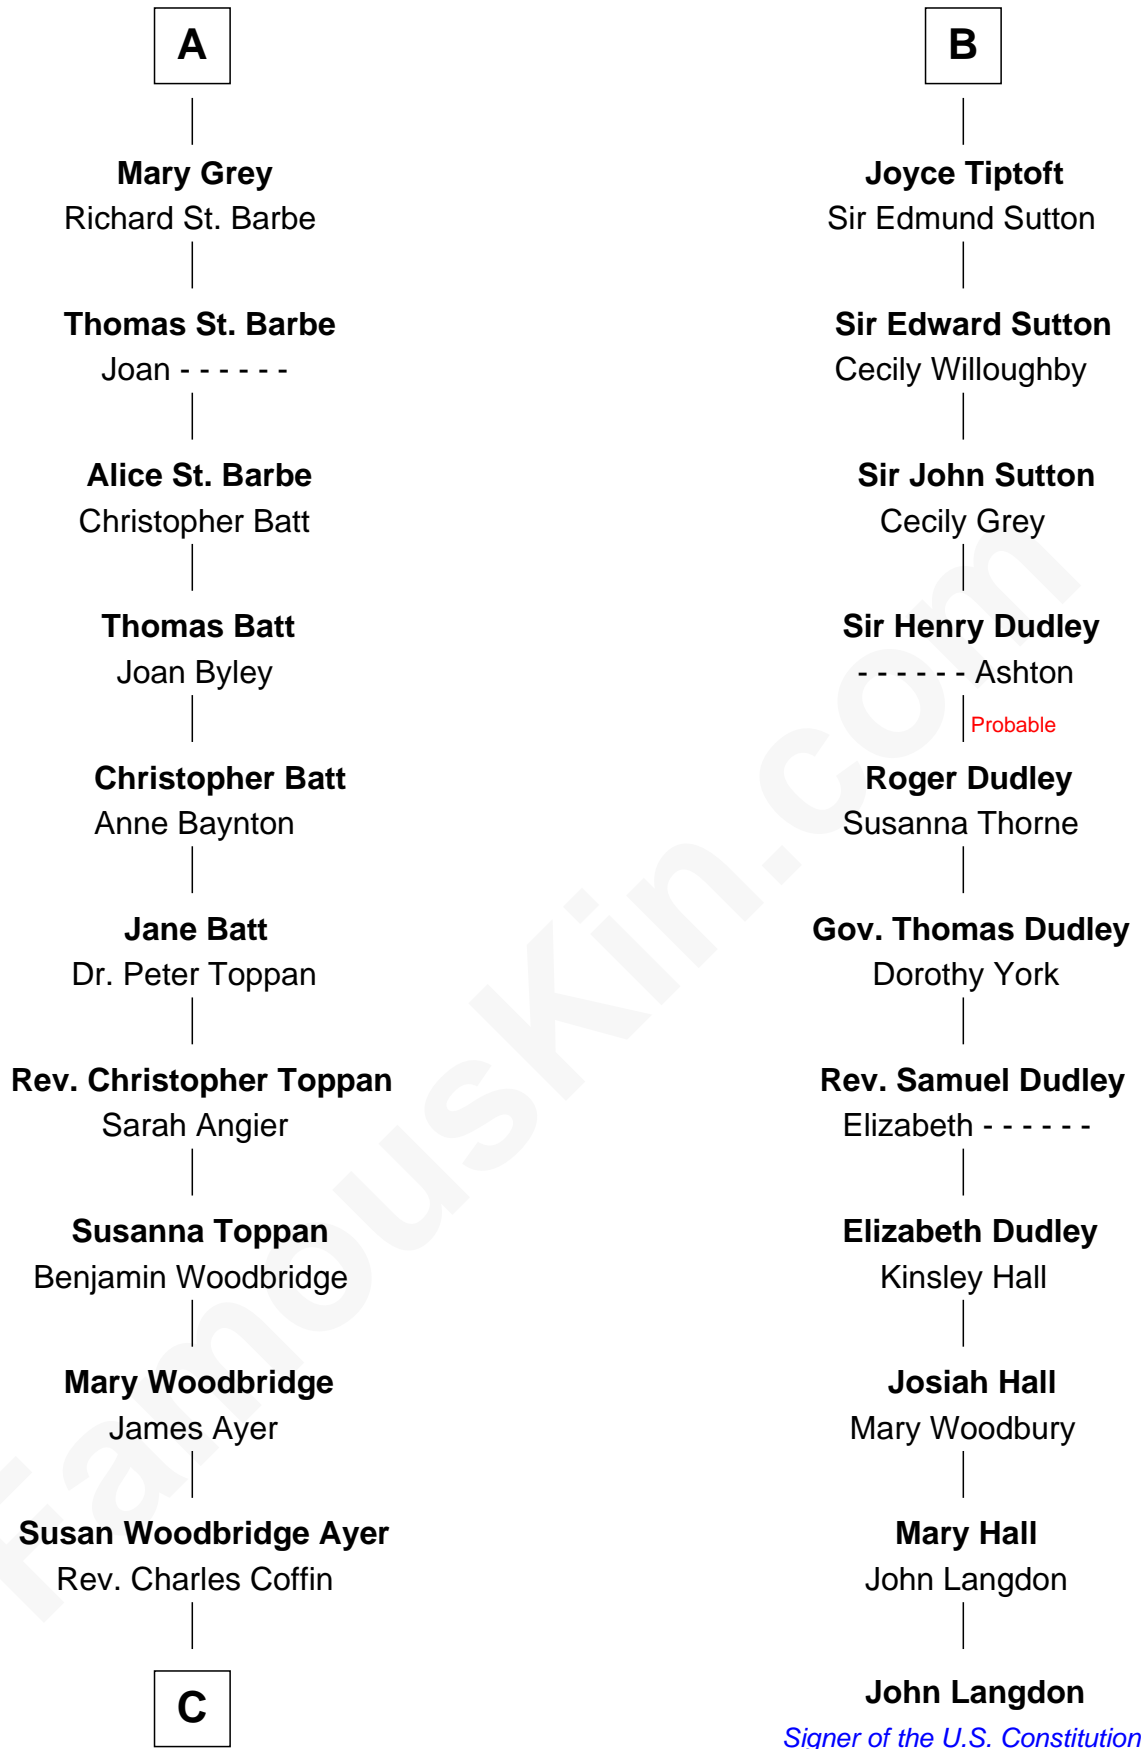 A
Mary Grey
Richard St. Barbe
Thomas St. Barbe
Joan - - - - - -
Alice St. Barbe
Christopher Batt
Thomas Batt
Joan Byley
Christopher Batt
Anne Baynton
Jane Batt
Dr. Peter Toppan
Rev. Christopher Toppan
Sarah Angier
Susanna Toppan
Benjamin Woodbridge
Mary Woodbridge
James Ayer
Susan Woodbridge Ayer
Rev. Charles Coffin
C
B
Joyce Tiptoft
Sir Edmund Sutton
Sir Edward Sutton
Cecily Willoughby
Sir John Sutton
Cecily Grey
Sir Henry Dudley
- - - - - - Ashton
Probable
Roger Dudley
Susanna Thorne
Gov. Thomas Dudley
Dorothy York
Rev. Samuel Dudley
Elizabeth - - - - - -
Elizabeth Dudley
Kinsley Hall
Josiah Hall
Mary Woodbury
Mary Hall
John Langdon
John Langdon
Signer of the U.S. Constitution
FamousKin.com